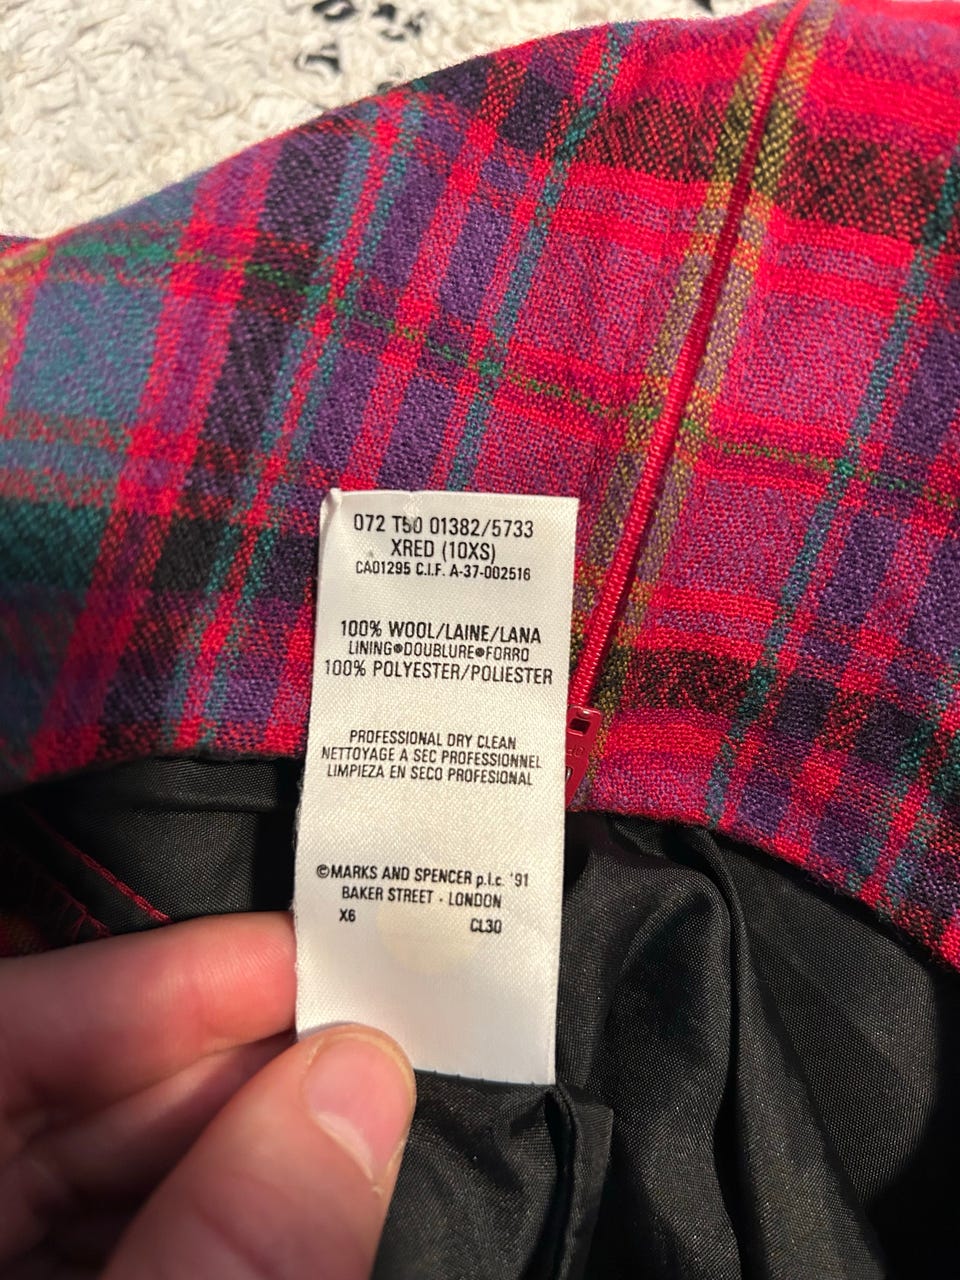 072 T50 01382/5733
XRED (10XS)
CA01295 C.I.F. A-37-002516
100% WOOL/LAINE/LANA
LINING●DOUBLURE●FORRO
100% POLYESTER/POLIESTER
PROFESSIONAL DRY CLEAN
NETTOYAGE A SEC PROFESSIONNEL
LIMPIEZA EN SECO PROFESIONAL
©MARKS AND SPENCER p.l.c. '91
BAKER STREET · LONDON
X6 CL30